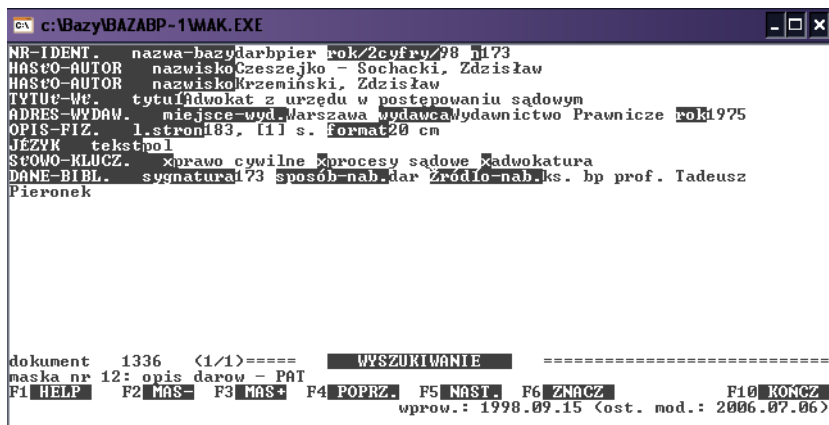 c:\Bazy\BAZABP~1\MAK.EXE
NR-IDENT. nazwa-bazydarbpier rok/2cyfry/98 n173
HASŁO-AUTOR nazwiskoCzeszejko - Sochacki, Zdzisław
HASŁO-AUTOR nazwiskoKrzemiński, Zdzisław
TYTUŁ-WŁ. tytułAdwokat z urzędu w postępowaniu sądowym
ADRES-WYDAW. miejsce-wyd.Warszawa wydawcaWydawnictwo Prawnicze rok1975
OPIS-FIZ. l.stron183, [1] s. format20 cm
JĘZYK tekstpol
SŁOWO-KLUCZ. xprawo cywilne xprocesy sądowe xadwokatura
DANE-BIBL. sygnatura173 sposób-nab.dar źródło-nab.ks. bp prof. Tadeusz
Pieronek
dokument 1336 (1/1)===== WYSZUKIWANIE =============================
maska nr 12: opis darow - PAT
F1 HELP F2 MAS- F3 MAS+ F4 POPRZ. F5 NAST. F6 ZNACZ F10 KOŃCZ
wprow.: 1998.09.15 (ost. mod.: 2006.07.06)